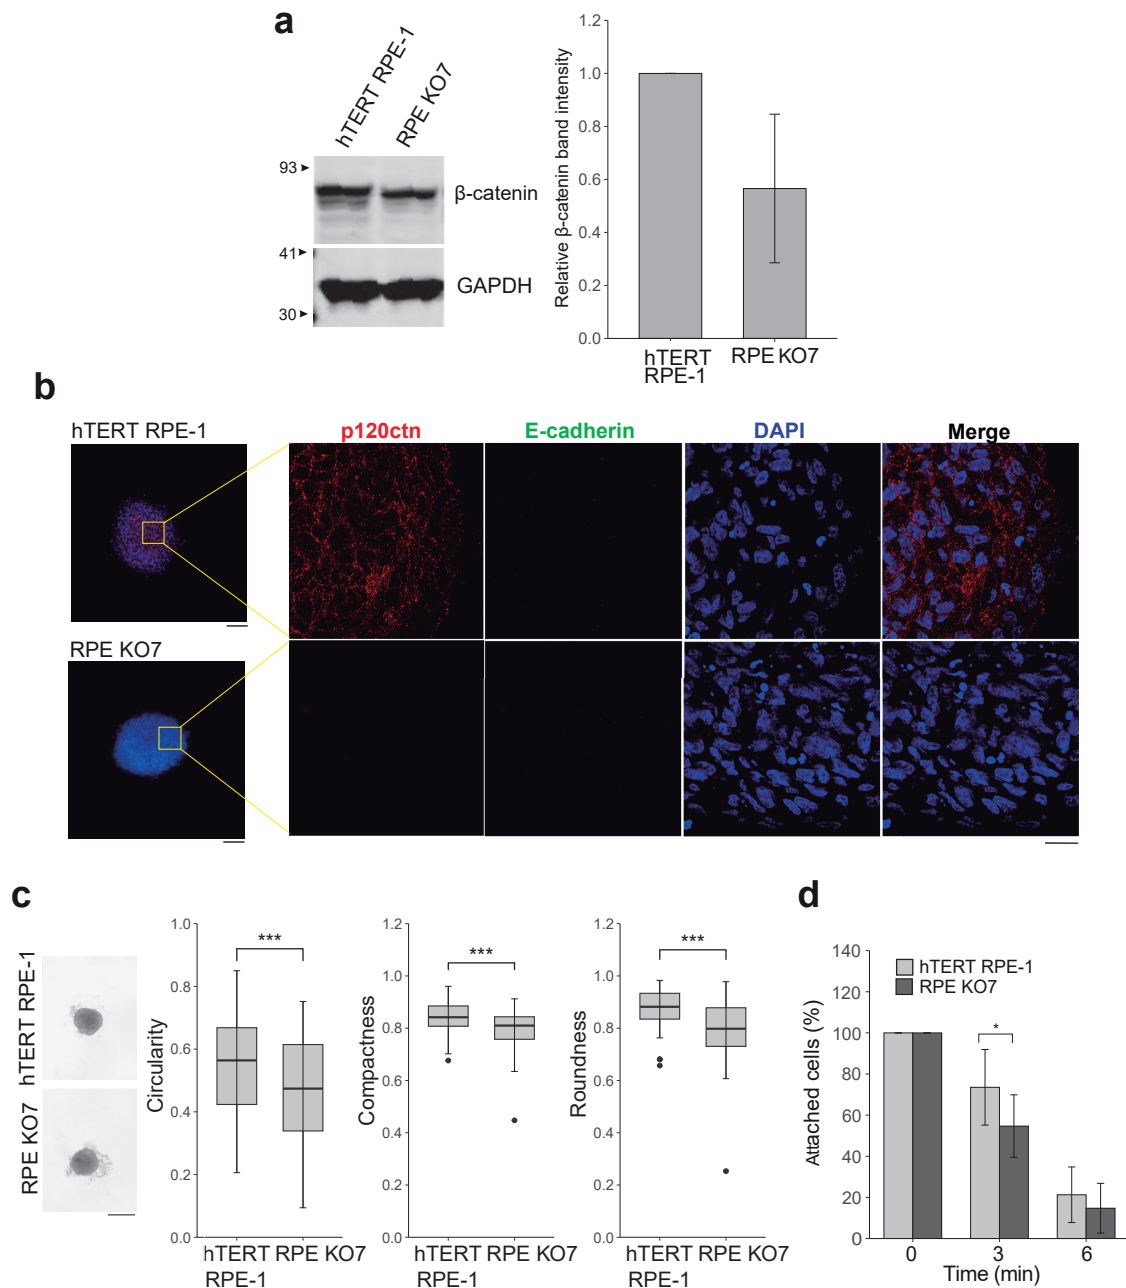 a
hTERT RPE-1
RPE KO7
93
β-catenin
41
GAPDH
30
Relative β-catenin band intensity
1.2
1.0
0.8
0.6
0.4
0.2
0.0
hTERT
RPE-1
RPE KO7
b
hTERT RPE-1
p120ctn
E-cadherin
DAPI
Merge
RPE KO7
c
hTERT RPE-1
RPE KO7
Circularity
1.0
0.8
0.6
0.4
0.2
0.0
***
hTERT RPE KO7
RPE-1
Compactness
1.2
1.0
0.8
0.6
0.4
0.2
0.0
***
hTERT RPE KO7
RPE-1
Roundness
1.2
1.0
0.8
0.6
0.4
0.2
0.0
***
hTERT RPE KO7
RPE-1
d
Attached cells (%)
140
120
100
80
60
40
20
0
hTERT RPE-1
RPE KO7
*
0 3 6
Time (min)